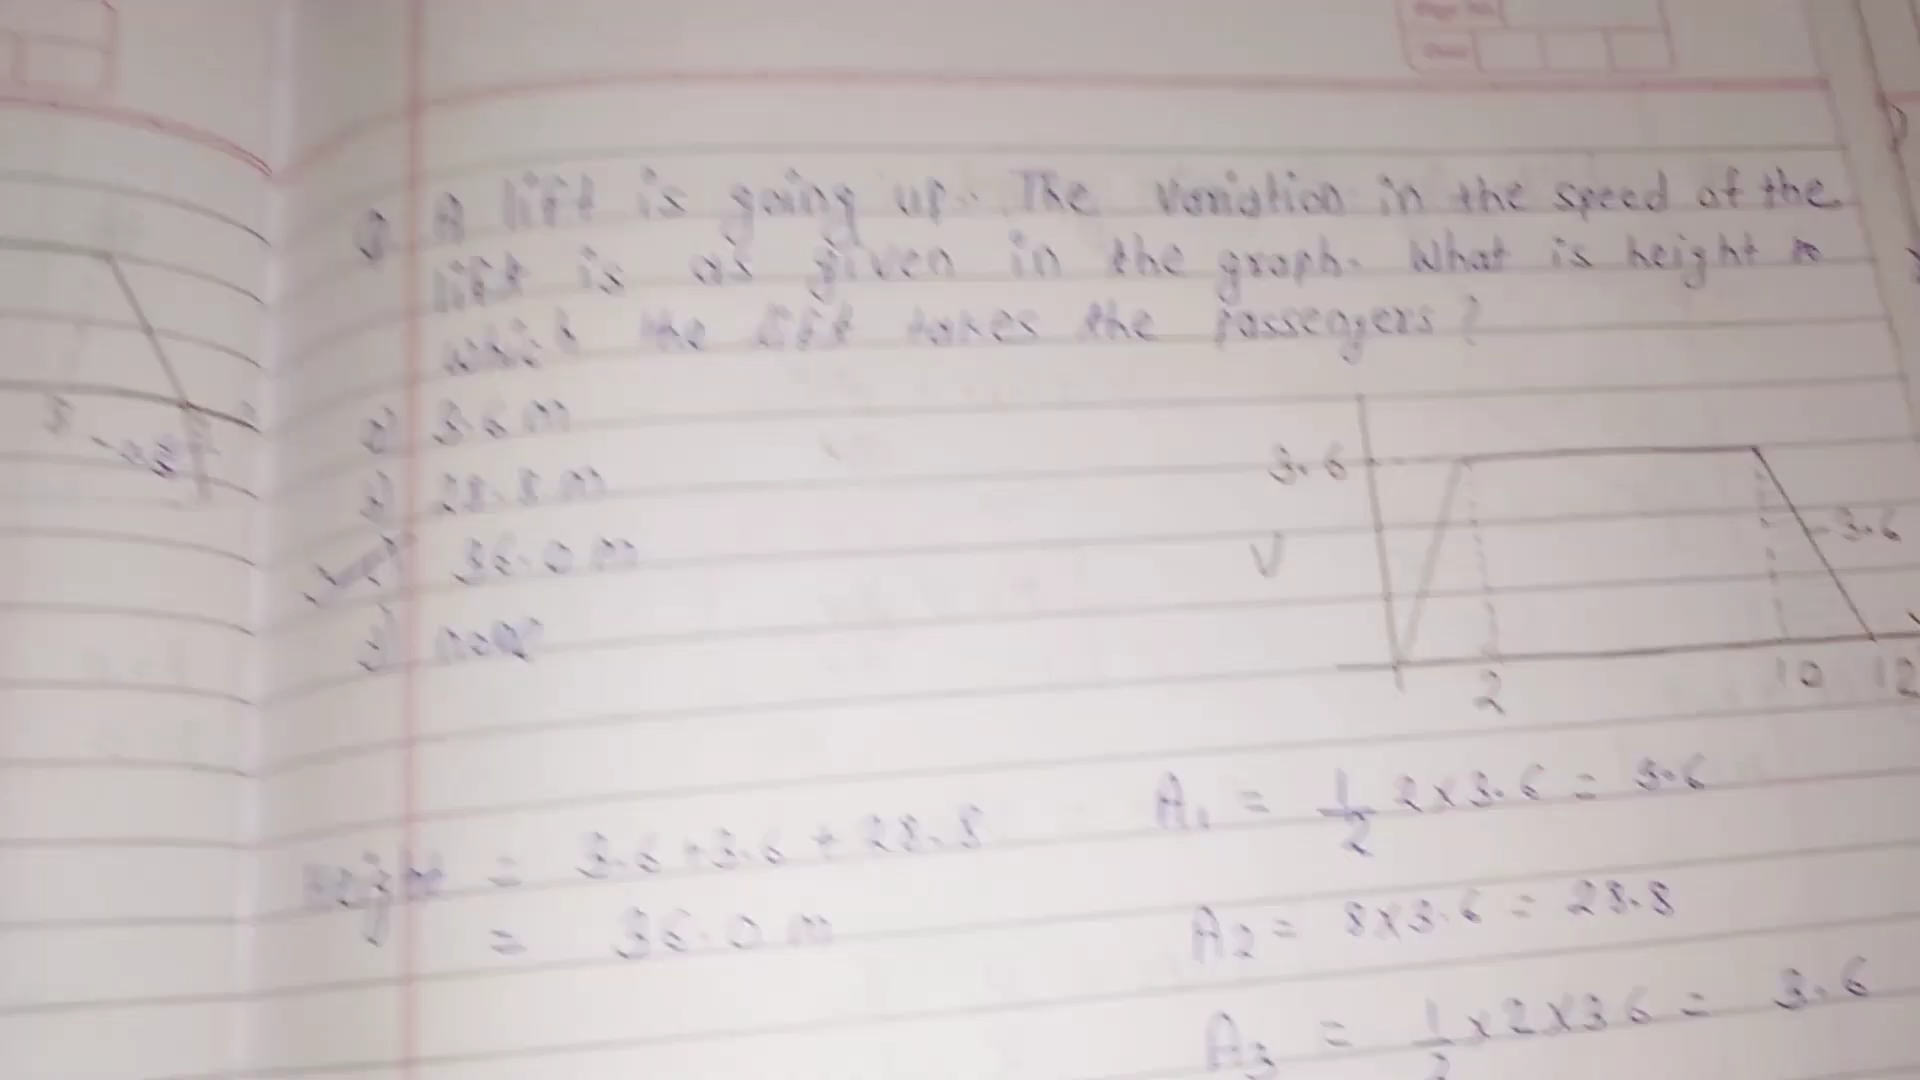 Q. A lift is going up. The variation in the speed of the
lift is as given in the graph. What is height to
which the lift takes the passengers?
3.6 m
28.8 m
36.0 m
3.6
V
-3.6
2
10
12
A1 = 1/2 2×3.6 = 3.6
Height = 3.6 + 3.6 + 28.8
= 36.0 m
A2 = 8×3.6 = 28.8
A3 = 1/2 × 2×3.6 = 3.6